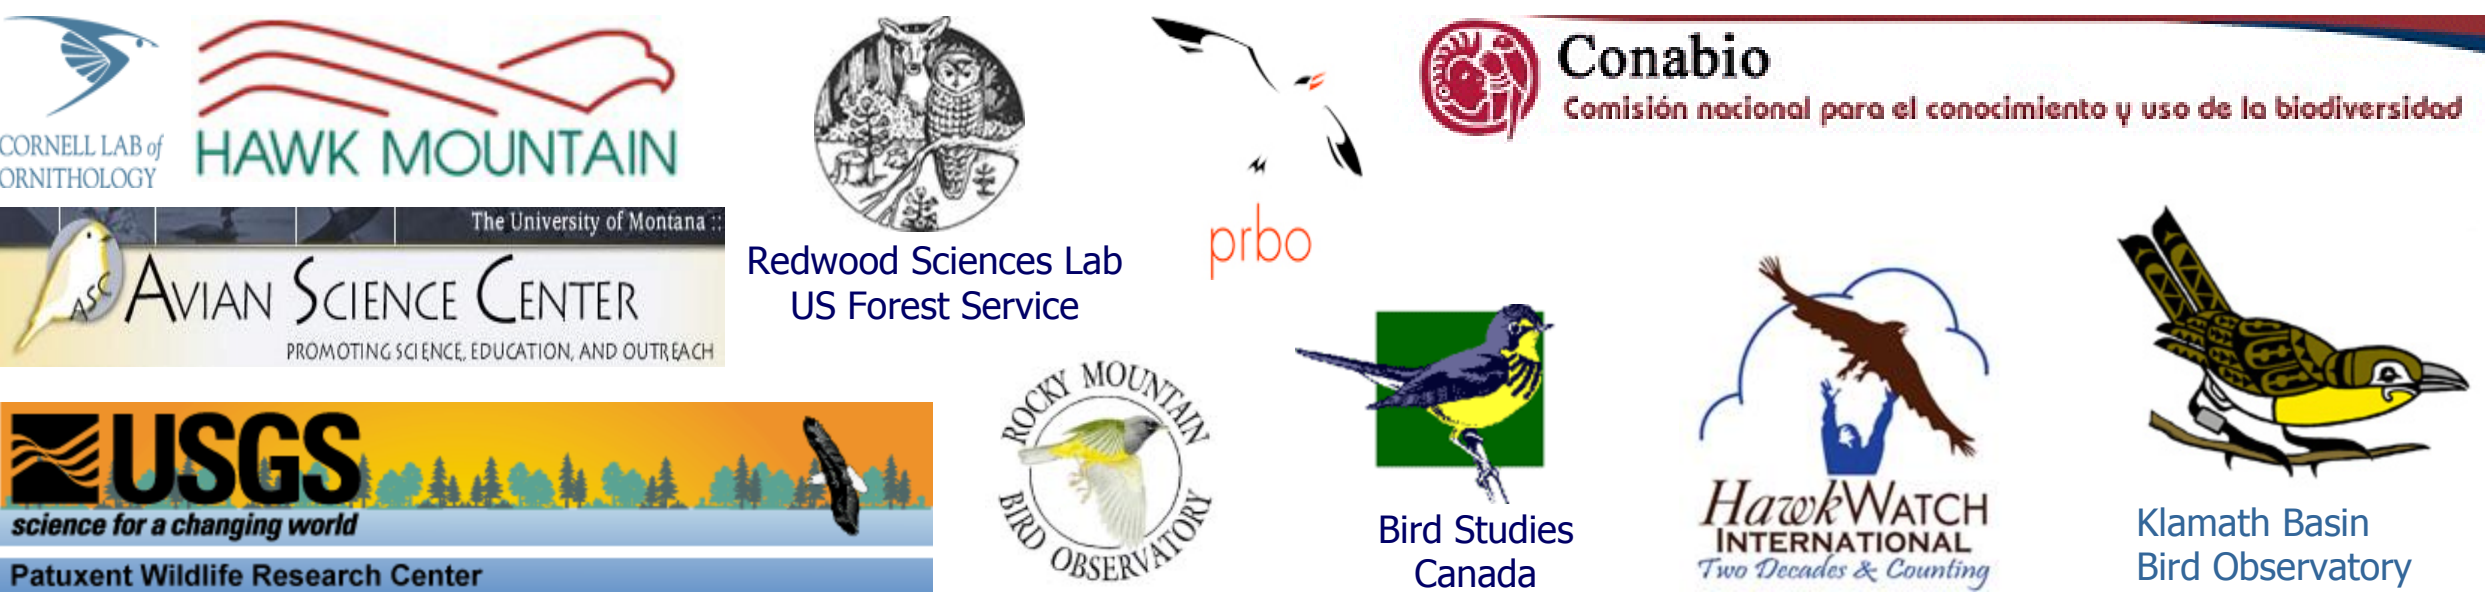 CORNELL LAB of
ORNITHOLOGY
HAWK MOUNTAIN
Redwood Sciences Lab
US Forest Service
prbo
Conabio
Comisión nacional para el conocimiento y uso de la biodiversidad
The University of Montana ::
ASC
AVIAN SCIENCE CENTER
PROMOTING SCIENCE, EDUCATION, AND OUTREACH
USGS
science for a changing world
Patuxent Wildlife Research Center
ROCKY MOUNTAIN
BIRD OBSERVATORY
Bird Studies
Canada
HawkWATCH
INTERNATIONAL
Two Decades & Counting
Klamath Basin
Bird Observatory